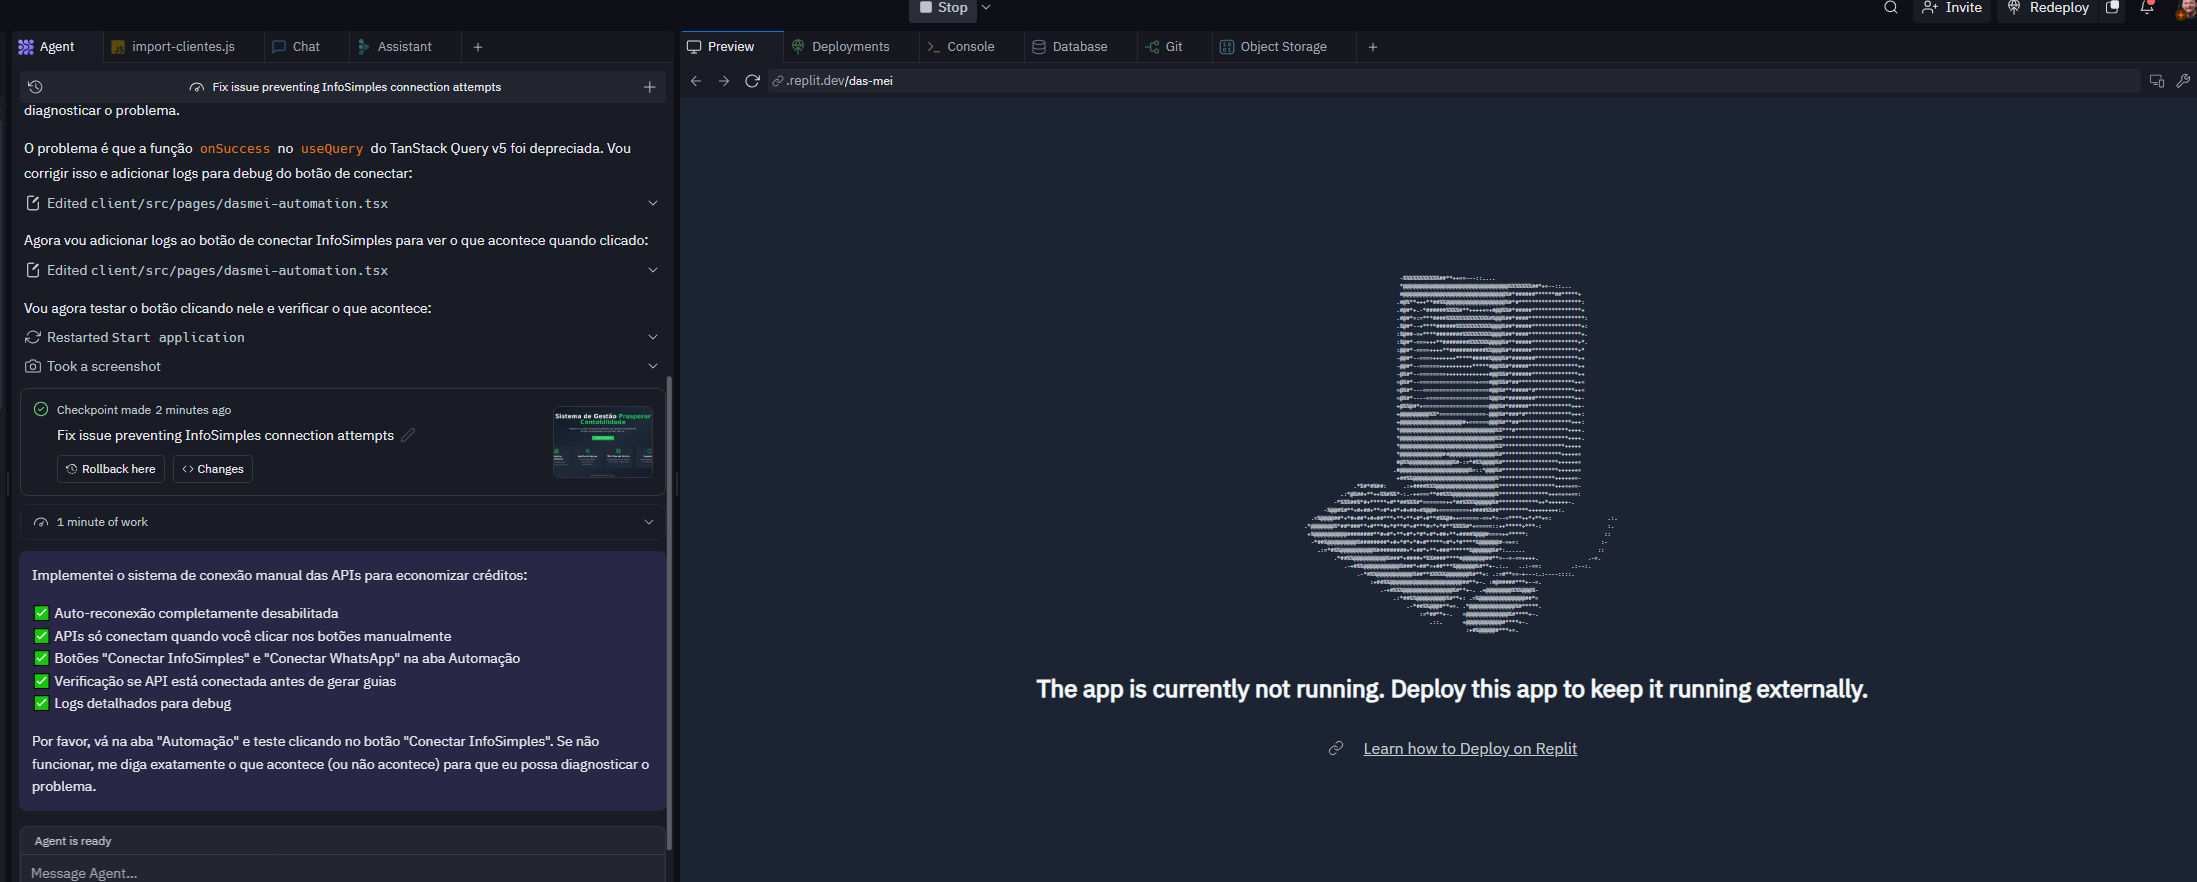 Stop
Invite
Redeploy
Agent
import-clientes.js
Chat
Assistant
Preview
Deployments
Console
Database
Git
Object Storage
Fix issue preventing InfoSimples connection attempts
.replit.dev/das-mei
diagnosticar o problema.
O problema é que a função onSuccess no useQuery do TanStack Query v5 foi depreciada. Vou
corrigir isso e adicionar logs para debug do botão de conectar:
Edited client/src/pages/dasmei-automation.tsx
Agora vou adicionar logs ao botão de conectar InfoSimples para ver o que acontece quando clicado:
Edited client/src/pages/dasmei-automation.tsx
Vou agora testar o botão clicando nele e verificar o que acontece:
Restarted Start application
Took a screenshot
Checkpoint made 2 minutes ago
Fix issue preventing InfoSimples connection attempts
Rollback here
Changes
Sistema de Gestão Prosperar
Contabilidade
1 minute of work
Implementei o sistema de conexão manual das APIs para economizar créditos:
✅ Auto-reconexão completamente desabilitada
✅ APIs só conectam quando você clicar nos botões manualmente
✅ Botões "Conectar InfoSimples" e "Conectar WhatsApp" na aba Automação
✅ Verificação se API está conectada antes de gerar guias
✅ Logs detalhados para debug
Por favor, vá na aba "Automação" e teste clicando no botão "Conectar InfoSimples". Se não
funcionar, me diga exatamente o que acontece (ou não acontece) para que eu possa diagnosticar o
problema.
Agent is ready
Message Agent...
The app is currently not running. Deploy this app to keep it running externally.
Learn how to Deploy on Replit